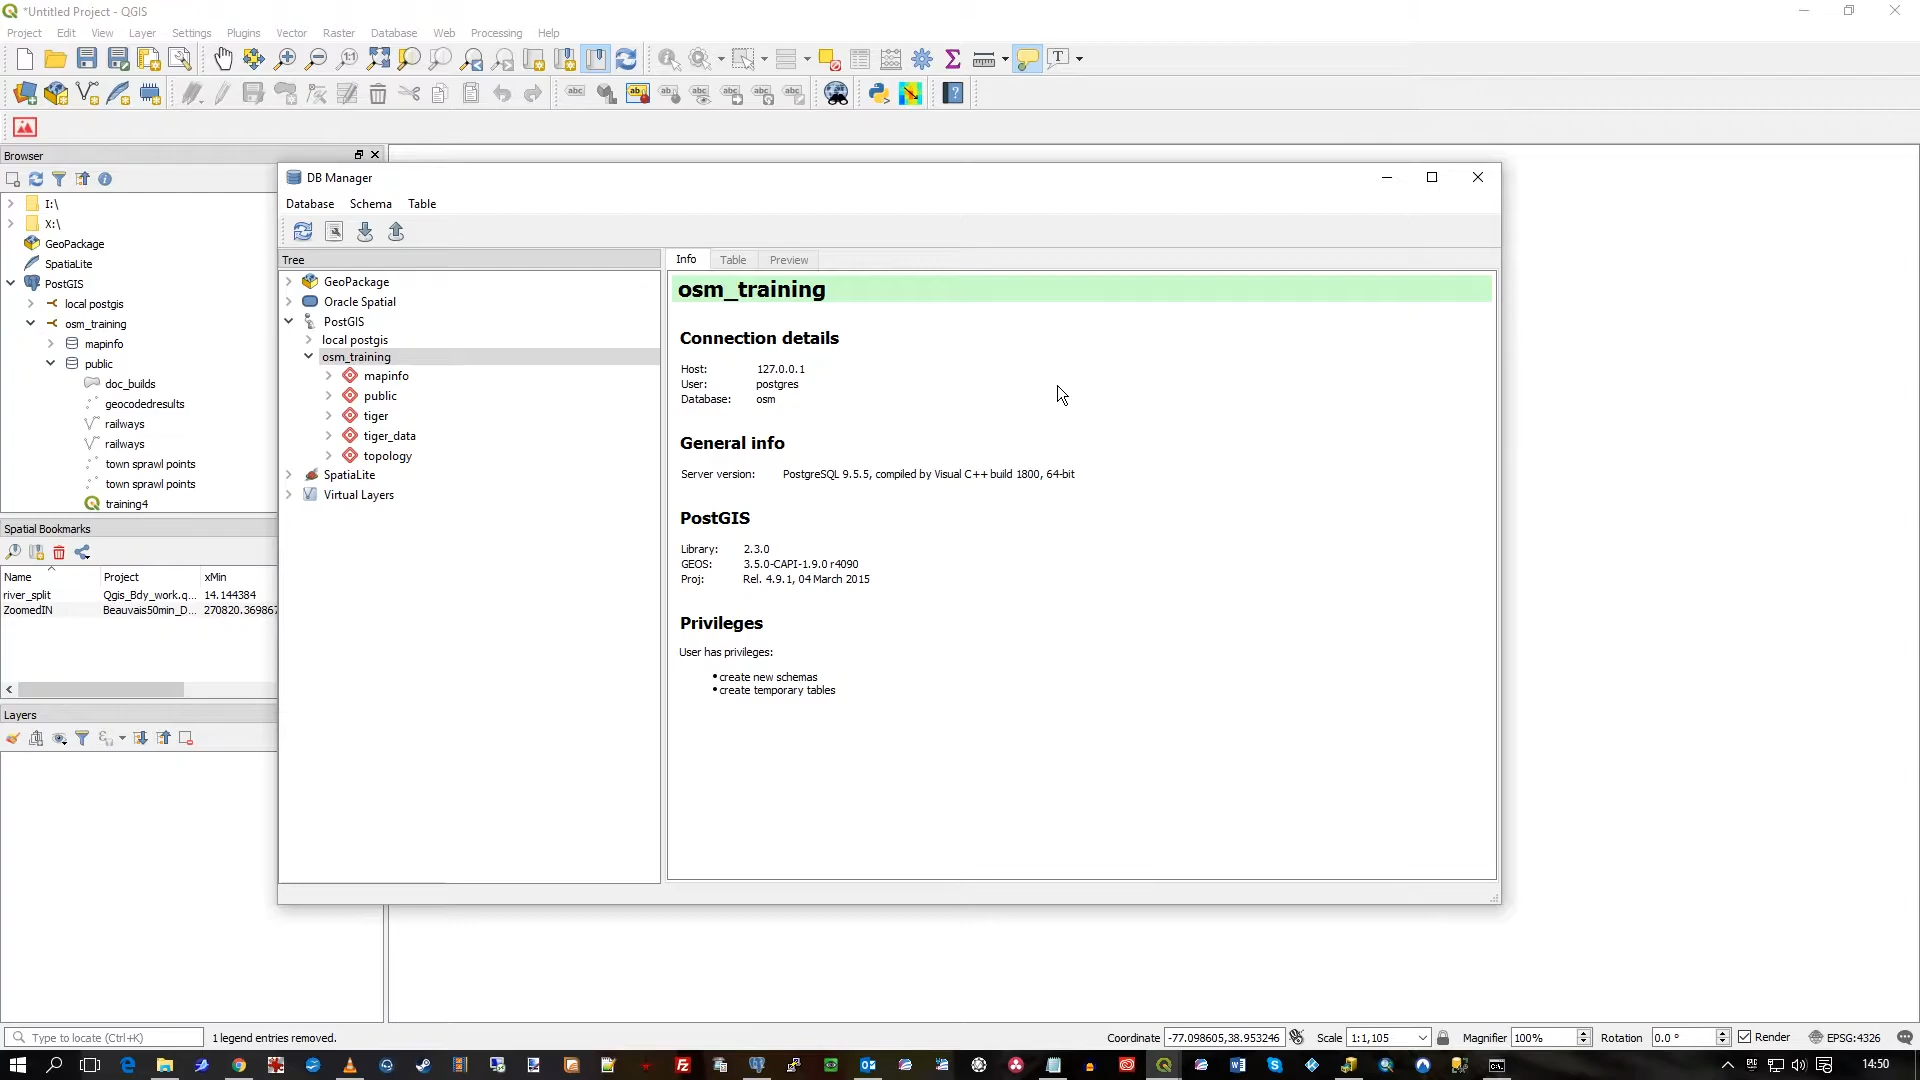 *Untitled Project - QGIS
Project Edit View Layer Settings Plugins Vector Raster Database Web Processing Help
Browser
I:\
X:\
GeoPackage
SpatiaLite
PostGIS
local postgis
osm_training
mapinfo
public
doc_builds
geocodedresults
railways
railways
town sprawl points
town sprawl points
training4
Spatial Bookmarks
Name Project xMin
river_split Qgis_Bdy_work.q... 14.144384
ZoomedIN Beauvais50min_D... 270820.369867
Layers
DB Manager
Database Schema Table
Tree
GeoPackage
Oracle Spatial
PostGIS
local postgis
osm_training
mapinfo
public
tiger
tiger_data
topology
SpatiaLite
Virtual Layers
Info Table Preview
osm_training
Connection details
Host: 127.0.0.1
User: postgres
Database: osm
General info
Server version: PostgreSQL 9.5.5, compiled by Visual C++ build 1800, 64-bit
PostGIS
Library: 2.3.0
GEOS: 3.5.0-CAPI-1.9.0 r4090
Proj: Rel. 4.9.1, 04 March 2015
Privileges
User has privileges:
• create new schemas
• create temporary tables
Type to locate (Ctrl+K) 1 legend entries removed. Coordinate -77.098605,38.953246 Scale 1:1,105 Magnifier 100% Rotation 0.0 ° Render EPSG:4326
14:50